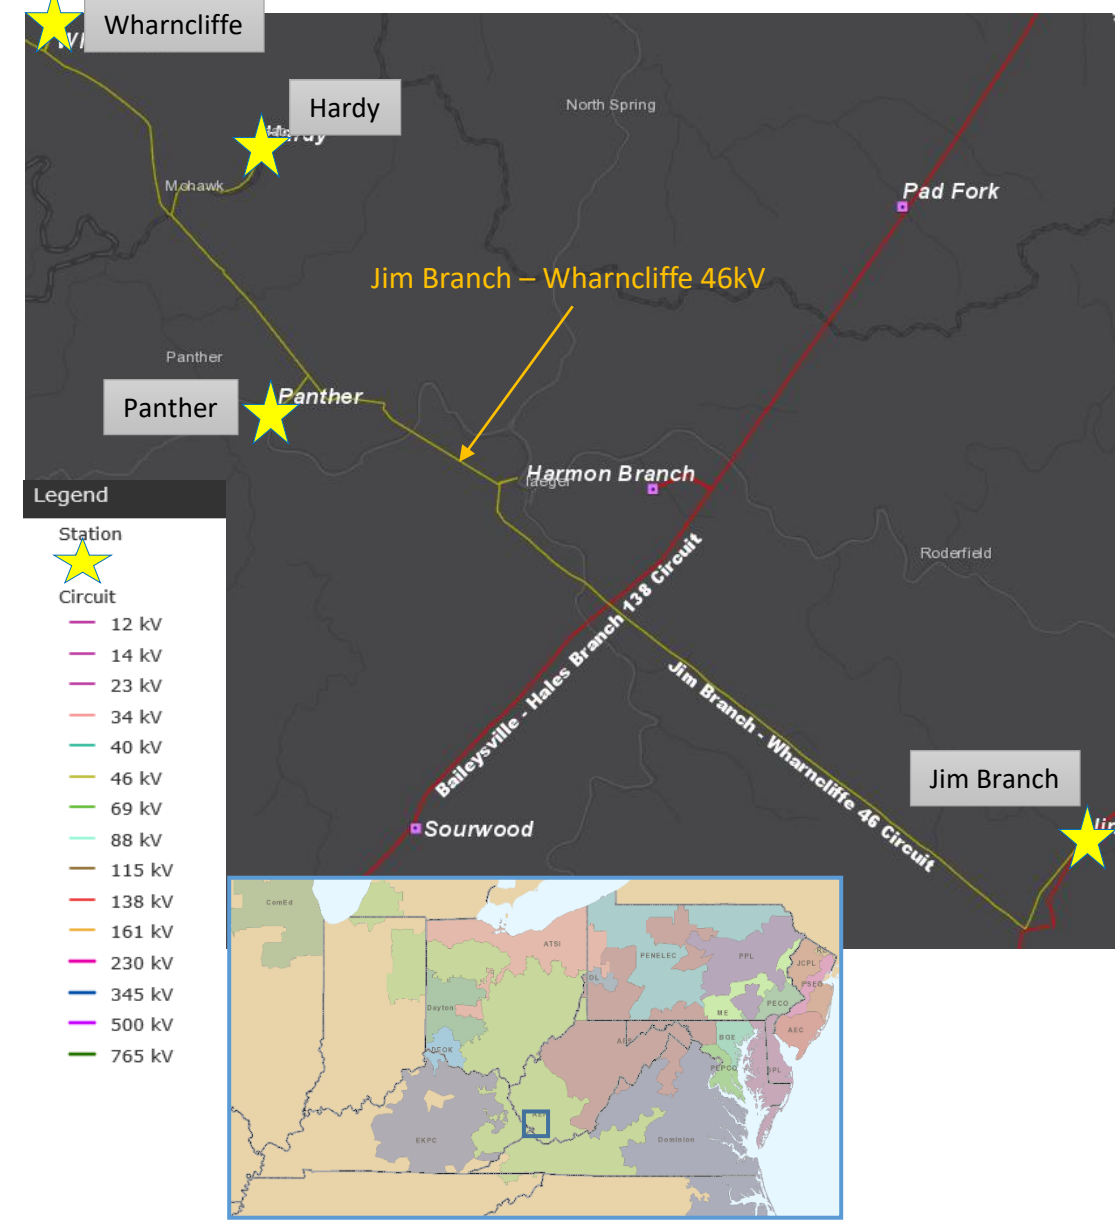 Wharncliffe
Hardy
North Spring
Mohawk
Pad Fork
Jim Branch – Wharncliffe 46kV
Panther
Panther
Panther
Harmon Branch
Iaeger
Roderfield
Baileysville - Hales Branch 138 Circuit
Jim Branch - Wharncliffe 46 Circuit
Jim Branch
Sourwood
Legend
Station
Circuit
12 kV
14 kV
23 kV
34 kV
40 kV
46 kV
69 kV
88 kV
115 kV
138 kV
161 kV
230 kV
345 kV
500 kV
765 kV
ComEd
ATSI
PENELEC
PPL
JCPL
PSEG
DL
Dayton
ME
PECO
AEC
BGE
DEOK
PEPCO
DPL
EKPC
Dominion